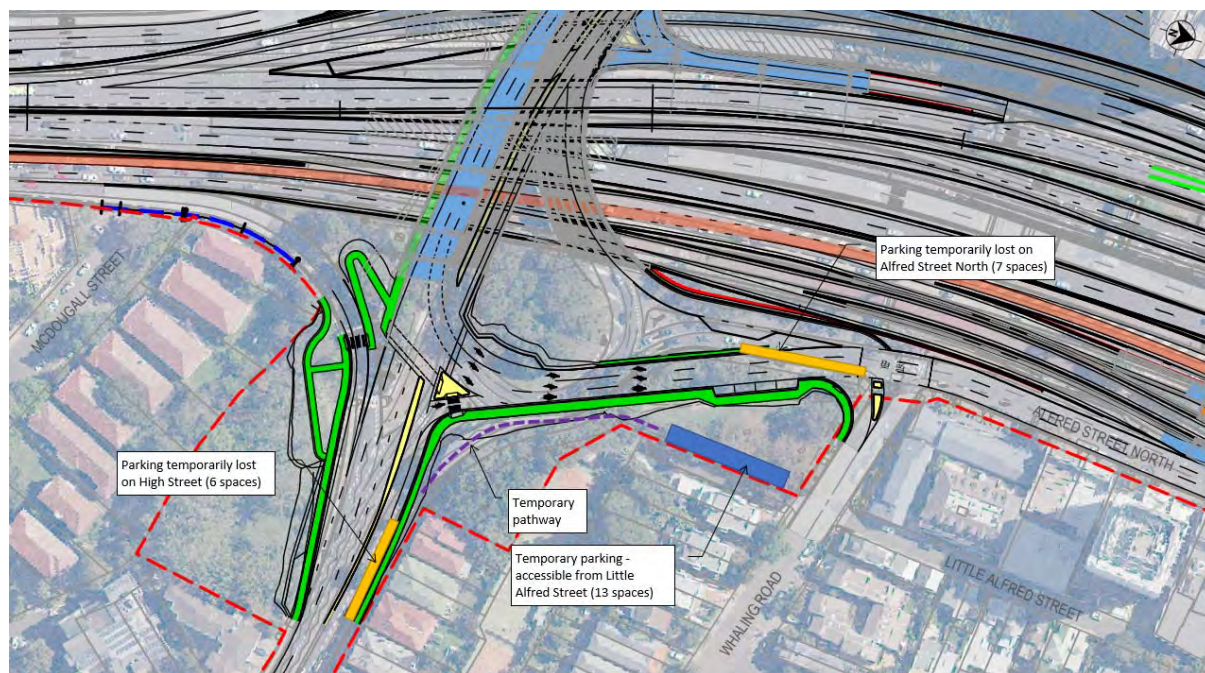 N
Parking temporarily lost on
Alfred Street North (7 spaces)
MCDOUGALL STREET
Parking temporarily lost
on High Street (6 spaces)
Temporary
pathway
Temporary parking -
accessible from Little
Alfred Street (13 spaces)
ALFRED STREET NORTH
LITTLE ALFRED STREET
WHALING ROAD